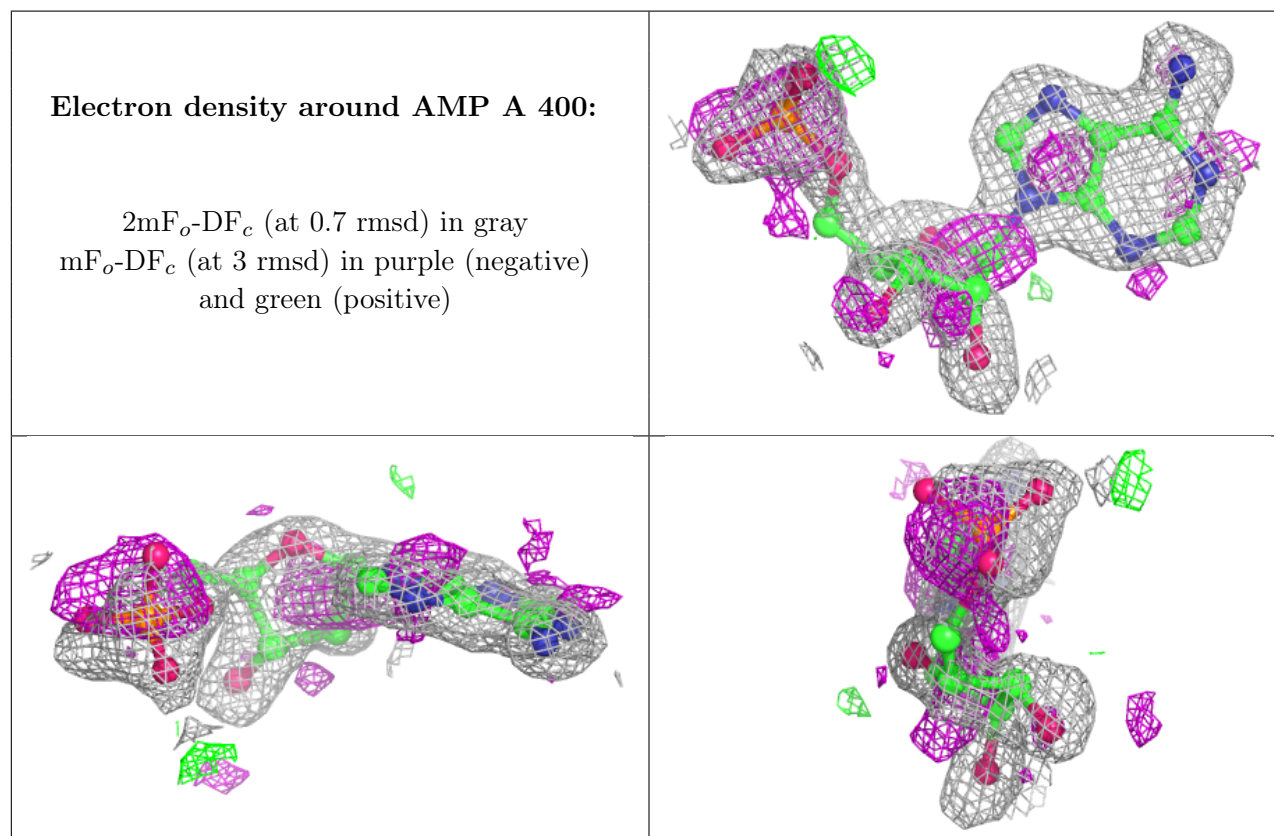 Electron density around AMP A 400:
2mFₒ-DF𝒸 (at 0.7 rmsd) in gray
mFₒ-DF𝒸 (at 3 rmsd) in purple (negative)
and green (positive)